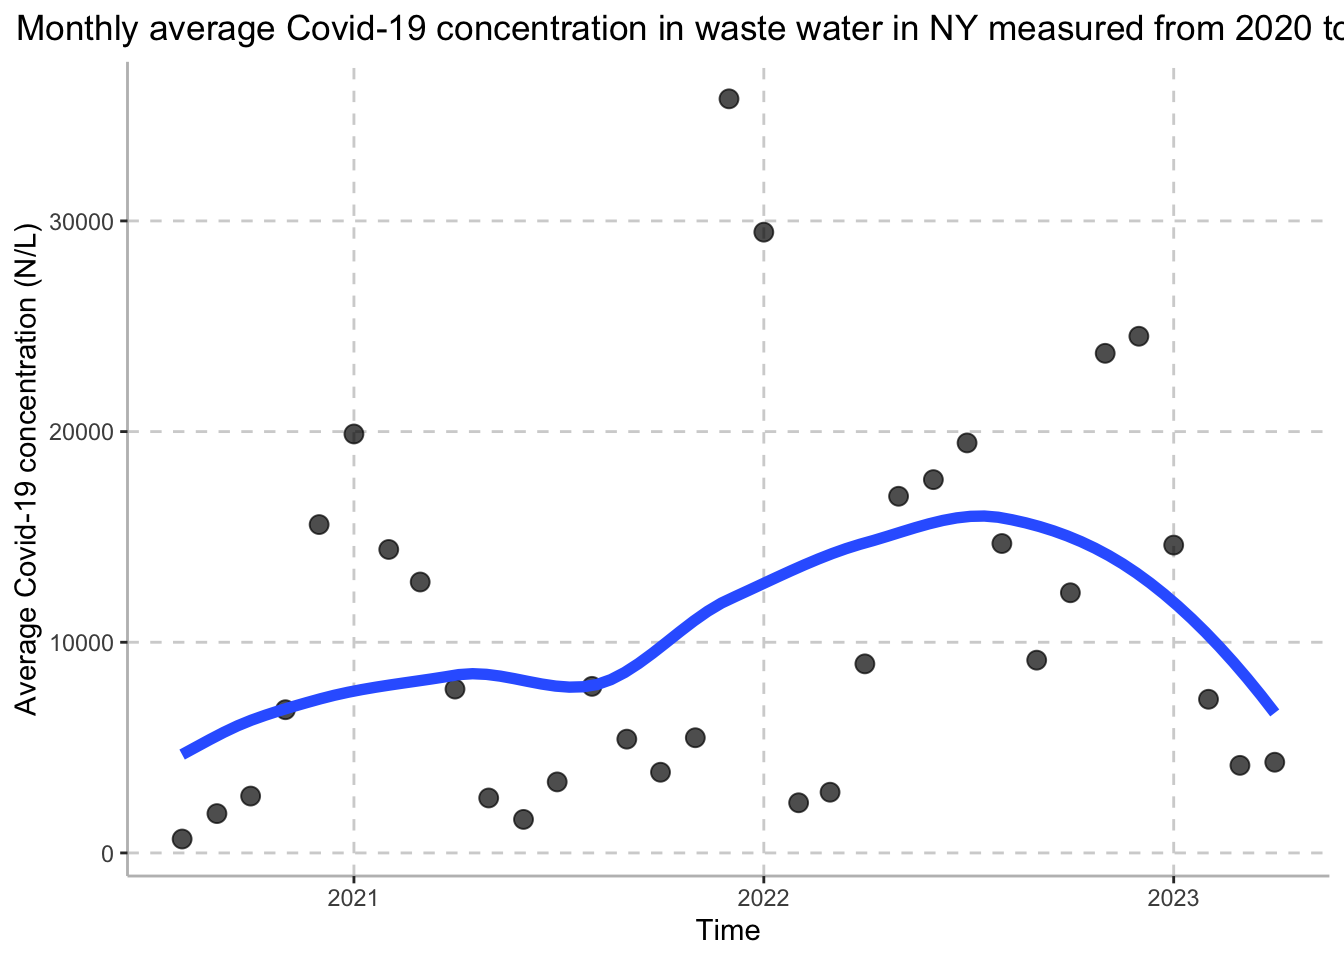 Monthly average Covid-19 concentration in waste water in NY measured from 2020 to
Average Covid-19 concentration (N/L)
30000
20000
10000
0
2021 2022 2023
Time